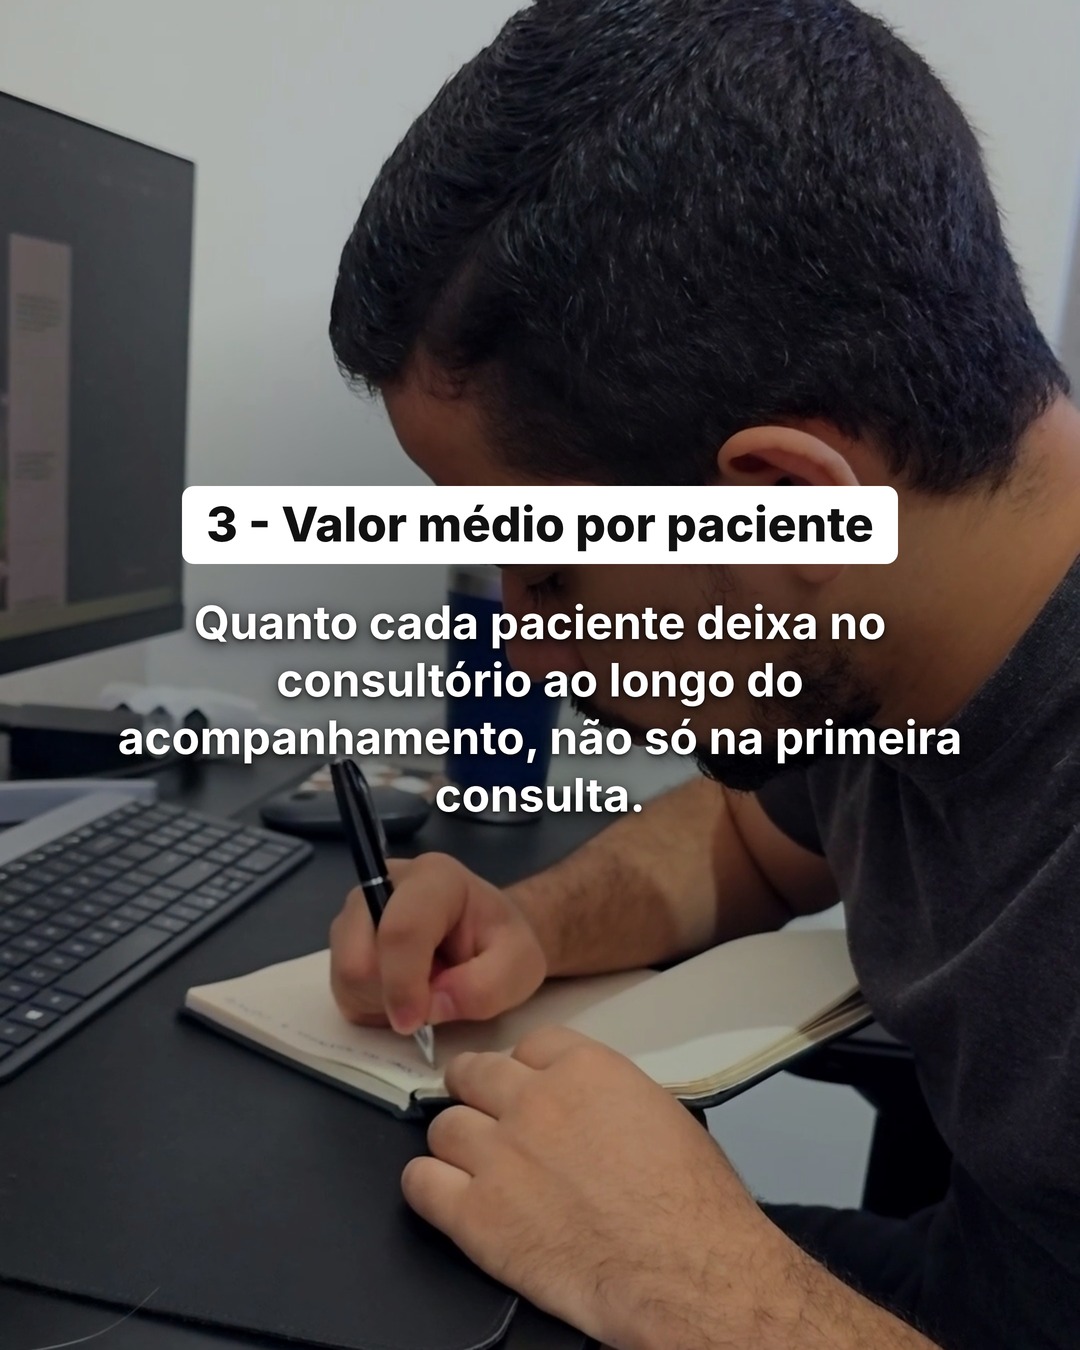 3 - Valor médio por paciente
Quanto cada paciente deixa no
consultório ao longo do
acompanhamento, não só na primeira
consulta.